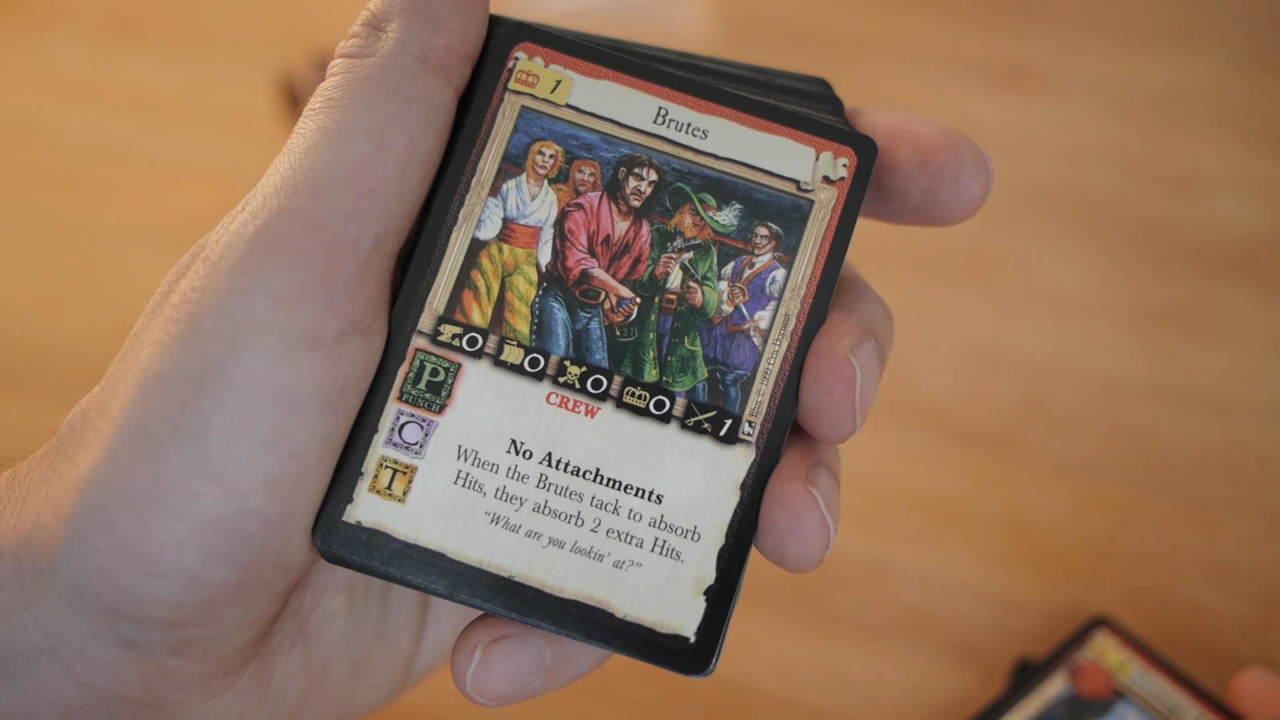 1
Brutes
0
0
0
0
1
P
PUNCH
CREW
C
T
No Attachments
When the Brutes tack to absorb
Hits, they absorb 2 extra Hits.
"What are you lookin' at?"